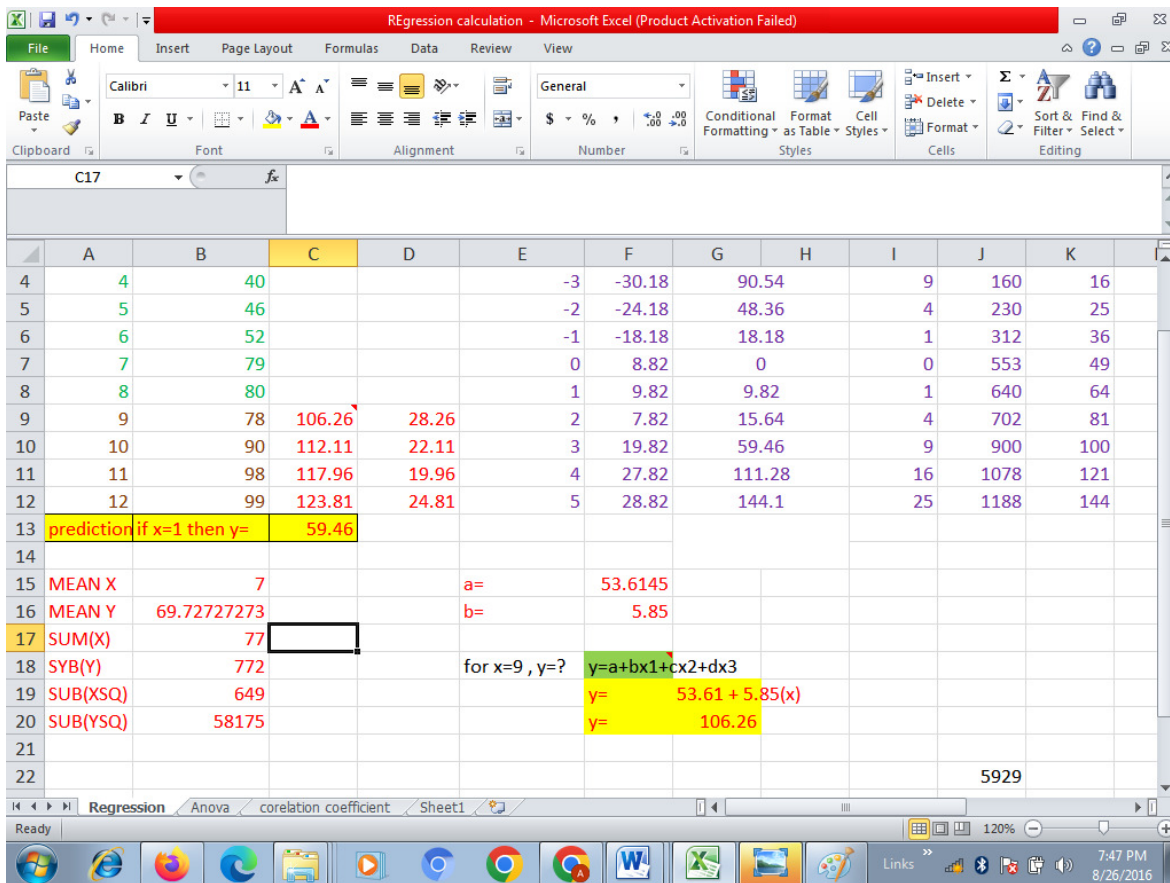 REgression calculation - Microsoft Excel (Product Activation Failed)
File Home Insert Page Layout Formulas Data Review View
Paste Calibri 11 A A General Conditional Formatting Format as Table Cell Styles Insert Delete Format Sort & Filter Find & Select
B I U A $ % , .0 .00 .00 .0 Σ
Clipboard Font Alignment Number Styles Cells Editing
C17 fx
A B C D E F G H I J K
4 4 40 -3 -30.18 90.54 9 160 16
5 5 46 -2 -24.18 48.36 4 230 25
6 6 52 -1 -18.18 18.18 1 312 36
7 7 79 0 8.82 0 0 553 49
8 8 80 1 9.82 9.82 1 640 64
9 9 78 106.26 28.26 2 7.82 15.64 4 702 81
10 10 90 112.11 22.11 3 19.82 59.46 9 900 100
11 11 98 117.96 19.96 4 27.82 111.28 16 1078 121
12 12 99 123.81 24.81 5 28.82 144.1 25 1188 144
13 prediction if x=1 then y= 59.46
14
15 MEAN X 7 a= 53.6145
16 MEAN Y 69.72727273 b= 5.85
17 SUM(X) 77
18 SYB(Y) 772 for x=9 , y=? y=a+bx1+cx2+dx3
19 SUB(XSQ) 649 y= 53.61 + 5.85(x)
20 SUB(YSQ) 58175 y= 106.26
21
22 5929
Regression Anova corelation coefficient Sheet1
Ready 120%
Links » 7:47 PM
8/26/2016